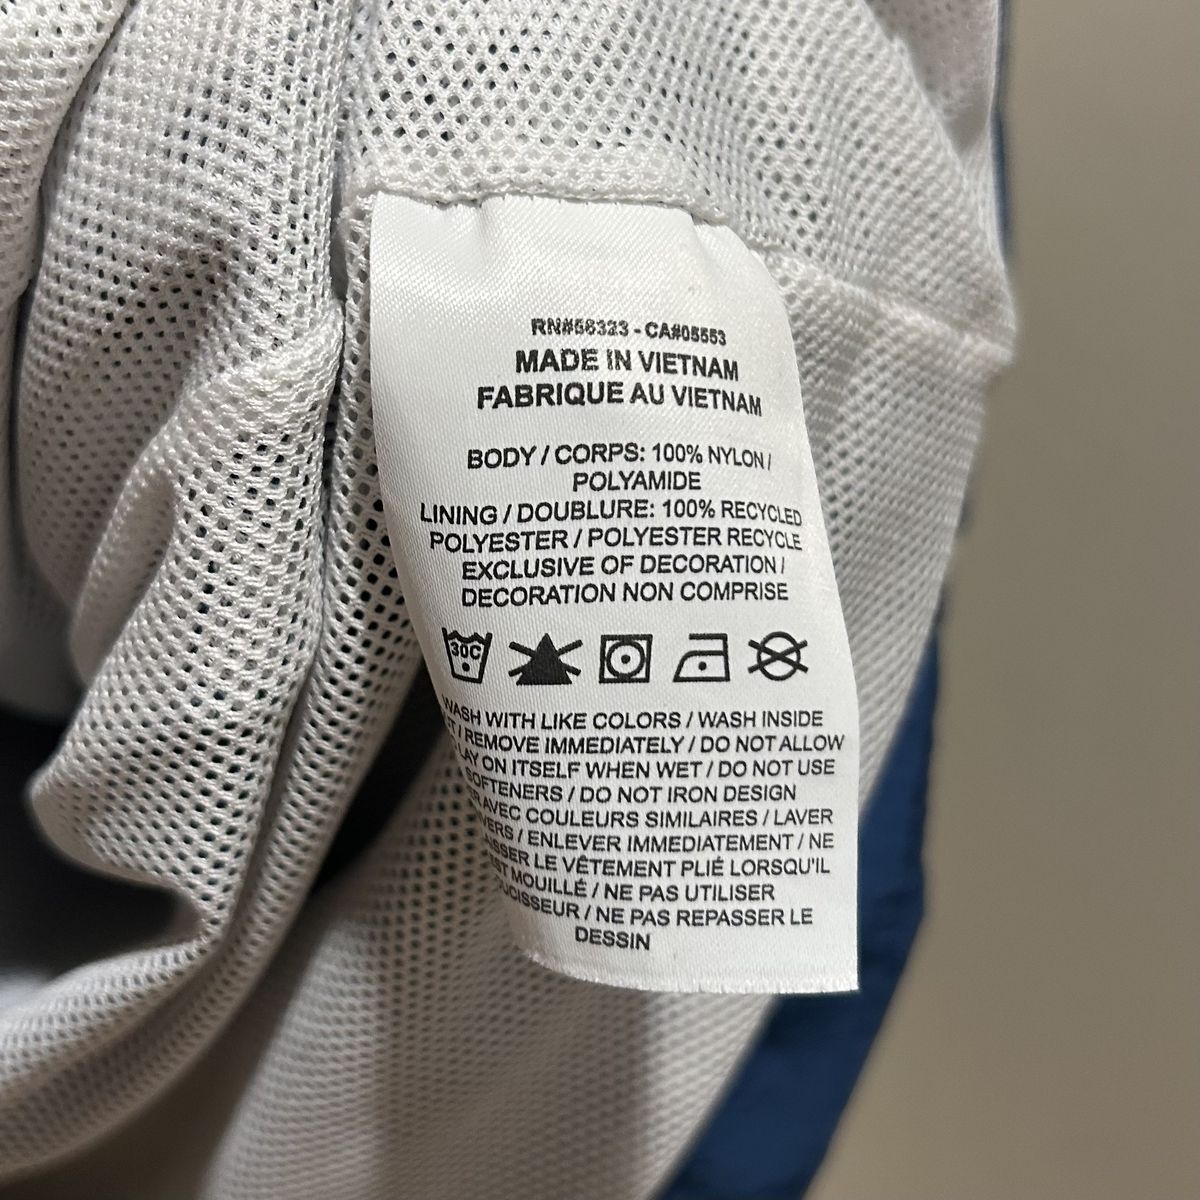 RN#56323 - CA#05553
MADE IN VIETNAM
FABRIQUE AU VIETNAM
BODY / CORPS: 100% NYLON /
POLYAMIDE
LINING / DOUBLURE: 100% RECYCLED
POLYESTER / POLYESTER RECYCLE
EXCLUSIVE OF DECORATION /
DECORATION NON COMPRISE
30C
WASH WITH LIKE COLORS / WASH INSIDE
/ REMOVE IMMEDIATELY / DO NOT ALLOW
LAY ON ITSELF WHEN WET / DO NOT USE
SOFTENERS / DO NOT IRON DESIGN
AVEC COULEURS SIMILAIRES / LAVER
/ ENLEVER IMMEDIATEMENT / NE
LE VÊTEMENT PLIÉ LORSQU'IL
MOUILLÉ / NE PAS UTILISER
/ NE PAS REPASSER LE
DESSIN